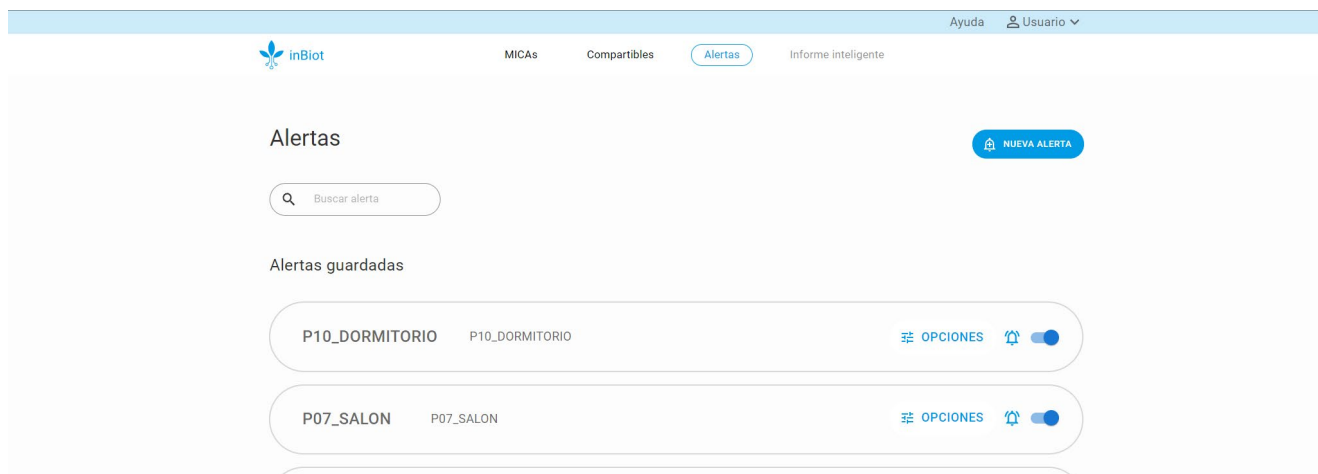 Ayuda Usuario
inBiot MICAs Compartibles Alertas Informe inteligente
Alertas
NUEVA ALERTA
Buscar alerta
Alertas guardadas
P10_DORMITORIO P10_DORMITORIO OPCIONES
P07_SALON P07_SALON OPCIONES